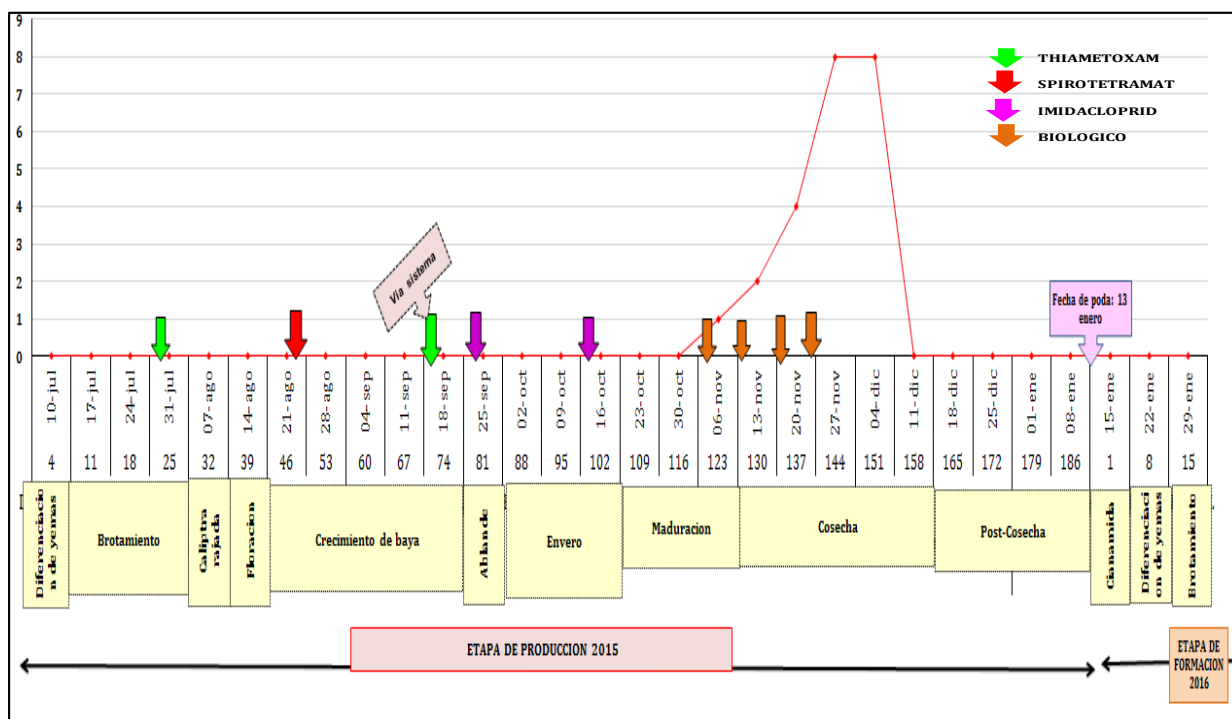 9
8
7
6
5
4
3
2
1
0
THIAMETOXAM
SPIROTETRAMAT
IMIDACLOPRID
BIOLOGICO
Via sistema
Fecha de poda: 13
enero
10-jul 17-jul 24-jul 31-jul 07-ago 14-ago 21-ago 28-ago 04-sep 11-sep 18-sep 25-sep 02-oct 09-oct 16-oct 23-oct 30-oct 06-nov 13-nov 20-nov 27-nov 04-dic 11-dic 18-dic 25-dic 01-ene 08-ene 15-ene 22-ene 29-ene
4 11 18 25 32 39 46 53 60 67 74 81 88 95 102 109 116 123 130 137 144 151 158 165 172 179 186 1 8 15
Diferenciacio
n de yemas
Brotamiento
Caliptra
rajada
Floracion
Crecimiento de baya
Ablande
Envero
Maduracion
Cosecha
Post-Cosecha
Cianamida
Diferenciaci
on de yemas
Brotamiento
ETAPA DE PRODUCCION 2015
ETAPA DE
FORMACION
2016